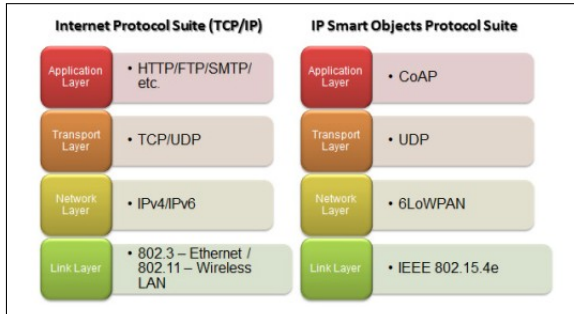 Internet Protocol Suite (TCP/IP)
Application
Layer
• HTTP/FTP/SMTP/
etc.
Transport
Layer
• TCP/UDP
Network
Layer
• IPv4/IPv6
Link Layer
• 802.3 – Ethernet /
802.11 – Wireless
LAN
IP Smart Objects Protocol Suite
Application
Layer
• CoAP
Transport
Layer
• UDP
Network
Layer
• 6LoWPAN
Link Layer
• IEEE 802.15.4e